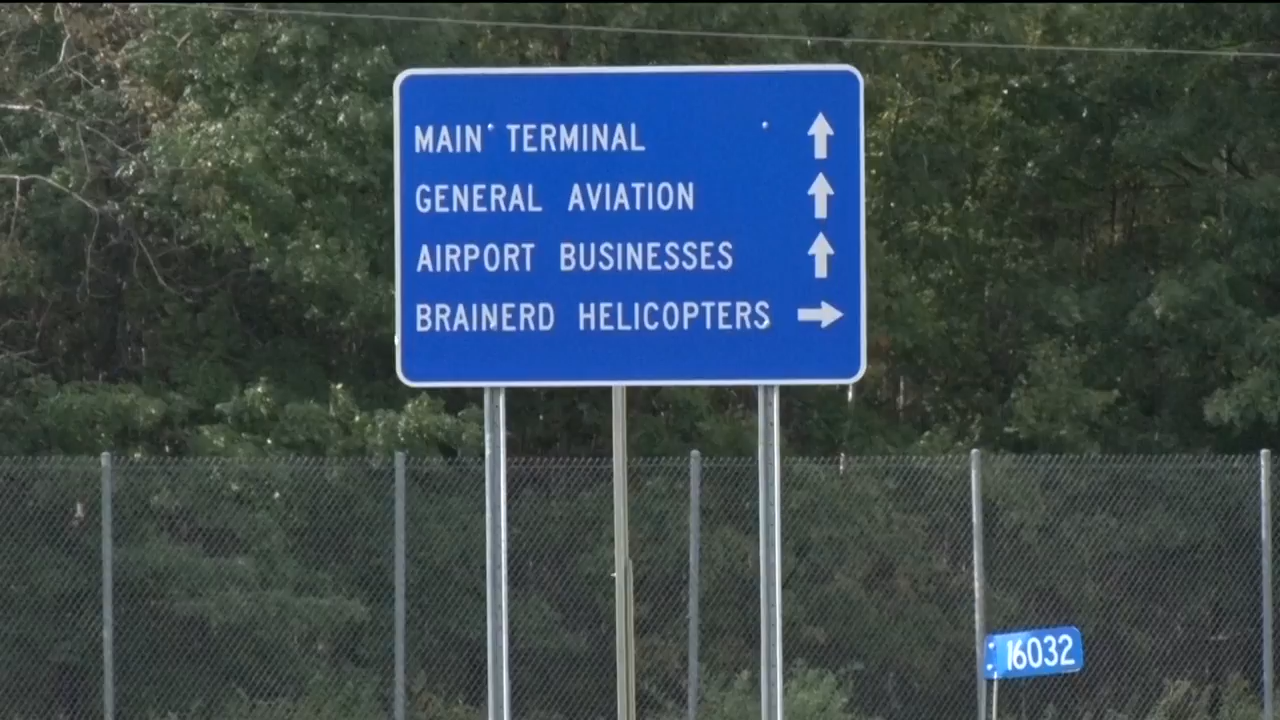 MAIN TERMINAL
GENERAL AVIATION
AIRPORT BUSINESSES
BRAINERD HELICOPTERS
16032